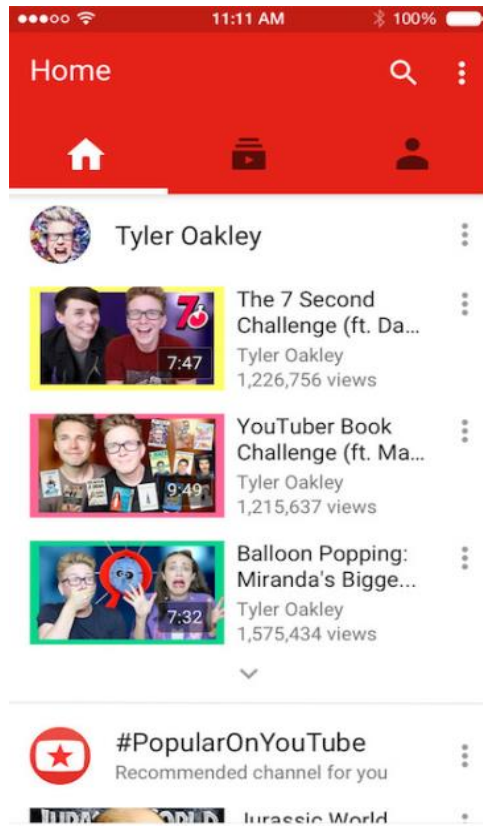 11:11 AM
100%
Home
Tyler Oakley
7
7:47
The 7 Second
Challenge (ft. Da...
Tyler Oakley
1,226,756 views
9:49
YouTuber Book
Challenge (ft. Ma...
Tyler Oakley
1,215,637 views
7:32
Balloon Popping:
Miranda's Bigge...
Tyler Oakley
1,575,434 views
#PopularOnYouTube
Recommended channel for you
Jurassic World